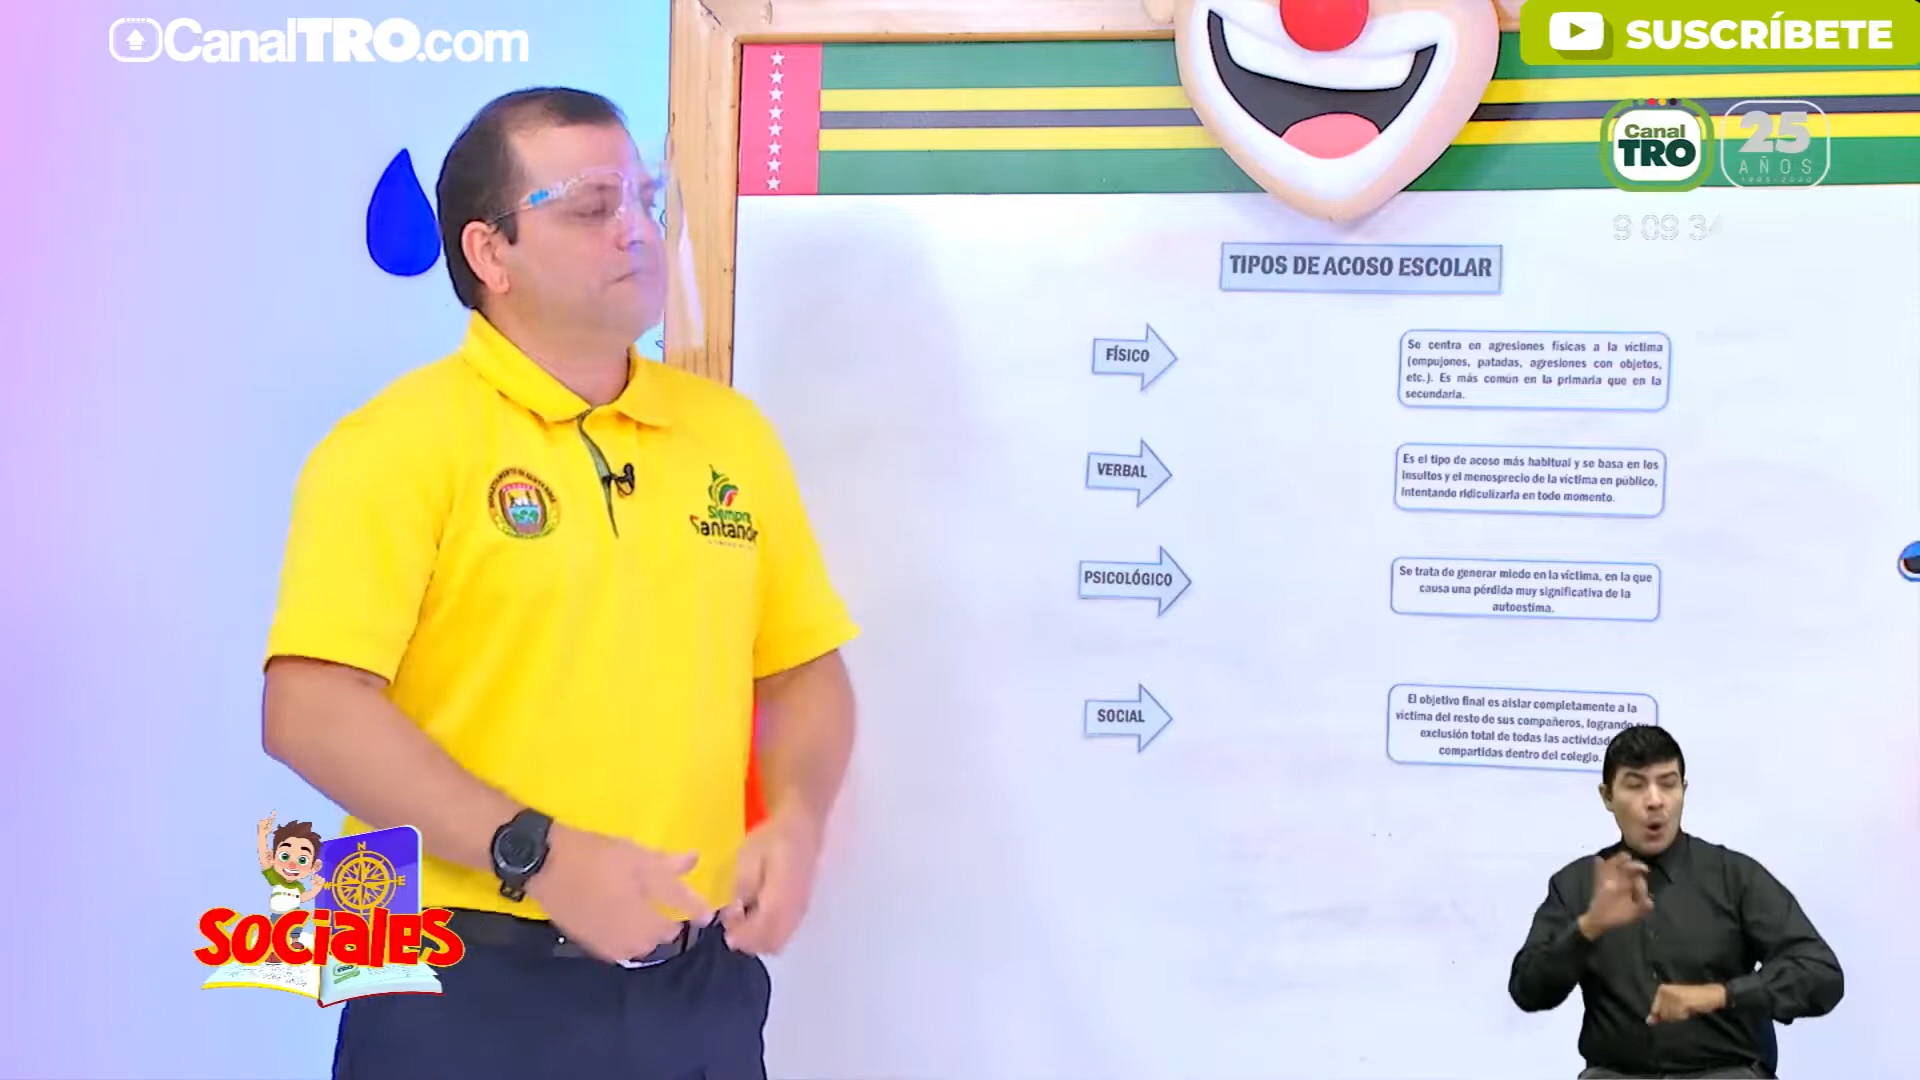 CanalTRO.com
SUSCRÍBETE
Canal
TRO
25
AÑOS
TIPOS DE ACOSO ESCOLAR
FÍSICO
Se centra en agresiones físicas a la víctima
(empujones, patadas, agresiones con objetos,
etc.). Es más común en la primaria que en la
secundaria.
VERBAL
Es el tipo de acoso más habitual y se basa en los
insultos y el menosprecio de la víctima en público,
intentando ridiculizarla en todo momento.
PSICOLÓGICO
Se trata de generar miedo en la víctima, en la que
causa una pérdida muy significativa de la
autoestima.
SOCIAL
El objetivo final es aislar completamente a la
víctima del resto de sus compañeros, logrando
exclusión total de todas las
compartidas dentro del colegio.
Siempre
Santander
N
E
W
SOCIALES
TRO